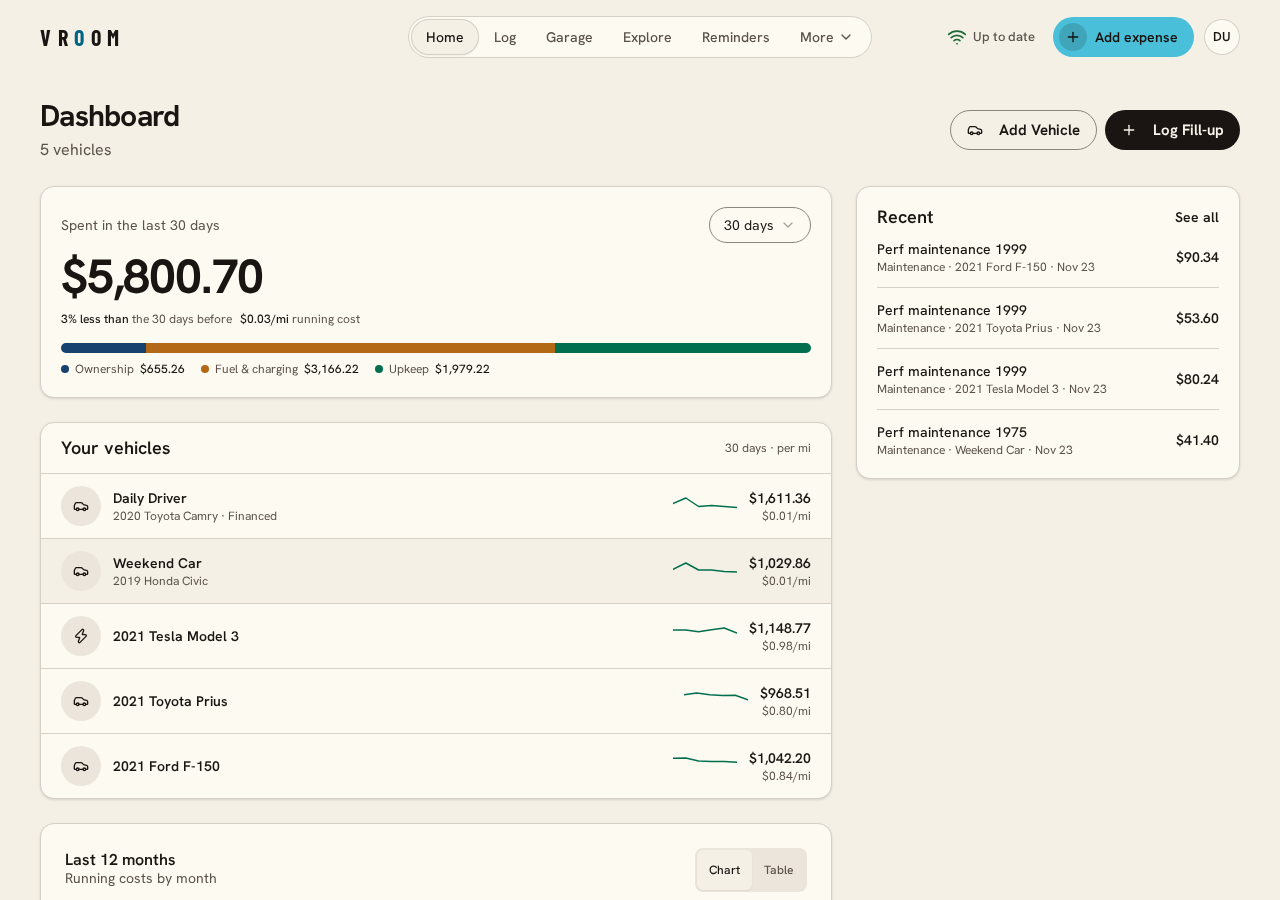 VROOM
Home
Log
Garage
Explore
Reminders
More
Up to date
Add expense
DU
Dashboard
5 vehicles
Add Vehicle
Log Fill-up
Spent in the last 30 days
30 days
$5,800.70
3% less than the 30 days before $0.03/mi running cost
Ownership $655.26
Fuel & charging $3,166.22
Upkeep $1,979.22
Recent
See all
Perf maintenance 1999
Maintenance · 2021 Ford F-150 · Nov 23
$90.34
Perf maintenance 1999
Maintenance · 2021 Toyota Prius · Nov 23
$53.60
Perf maintenance 1999
Maintenance · 2021 Tesla Model 3 · Nov 23
$80.24
Perf maintenance 1975
Maintenance · Weekend Car · Nov 23
$41.40
Your vehicles
30 days · per mi
Daily Driver
2020 Toyota Camry · Financed
$1,611.36
$0.01/mi
Weekend Car
2019 Honda Civic
$1,029.86
$0.01/mi
2021 Tesla Model 3
$1,148.77
$0.98/mi
2021 Toyota Prius
$968.51
$0.80/mi
2021 Ford F-150
$1,042.20
$0.84/mi
Last 12 months
Running costs by month
Chart
Table